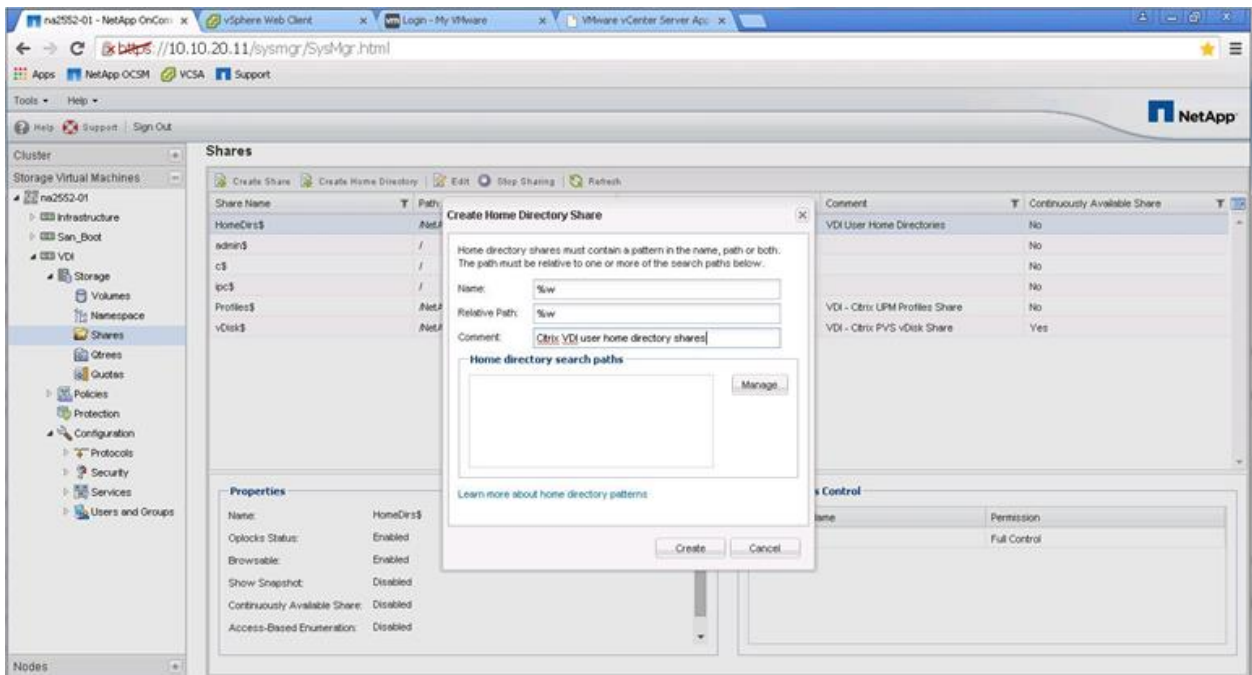 na2552-01 - NetApp OnCom
vSphere Web Client
Login - My VMware
VMware vCenter Server App
https://10.10.20.11/sysmgr/SysMgr.html
Apps NetApp OCSM VCSA Support
Tools Help
Help Support Sign Out
NetApp
Cluster
Storage Virtual Machines
na2552-01
Infrastructure
San_Boot
VDI
Storage
Volumes
Namespace
Shares
Qtrees
Quotas
Policies
Protection
Configuration
Protocols
Security
Services
Users and Groups
Nodes
Shares
Create Share Create Home Directory Edit Stop Sharing Refresh
Share Name Path Comment Continuously Available Share
HomeDirs$ /NetA VDI User Home Directories No
admin$ / No
c$ / No
ipc$ / No
Profiles$ /NetA VDI - Citrix UPM Profiles Share No
vDisk$ /NetA VDI - Citrix PVS vDisk Share Yes
Create Home Directory Share
Home directory shares must contain a pattern in the name, path or both.
The path must be relative to one or more of the search paths below.
Name: %w
Relative Path: %w
Comment: Citrix VDI user home directory shares
Home directory search paths
Manage
Learn more about home directory patterns
Create Cancel
Properties
Name: HomeDirs$
Oplocks Status: Enabled
Browsable: Enabled
Show Snapshot: Disabled
Continuously Available Share: Disabled
Access-Based Enumeration: Disabled
s Control
lame Permission
Full Control